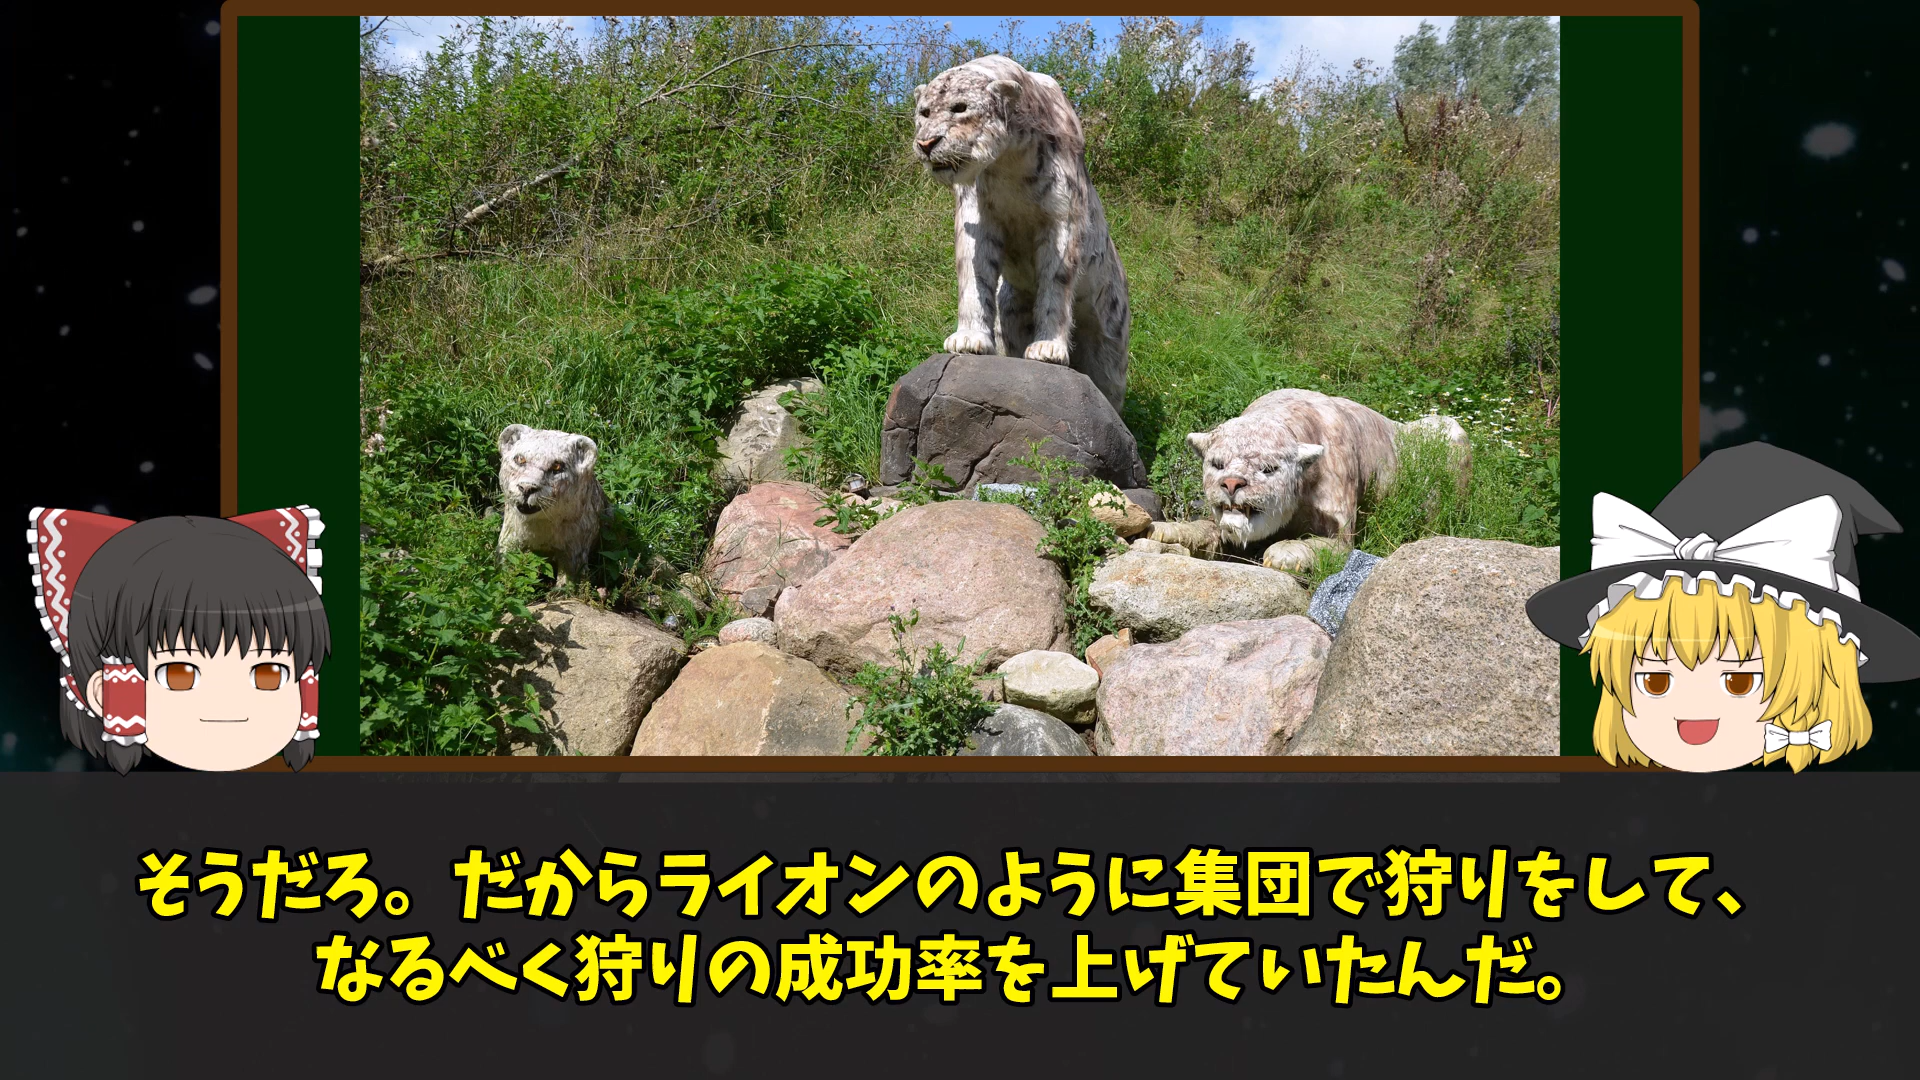 そうだろ。だからライオンのように集団で狩りをして、
なるべく狩りの成功率を上げていたんだ。